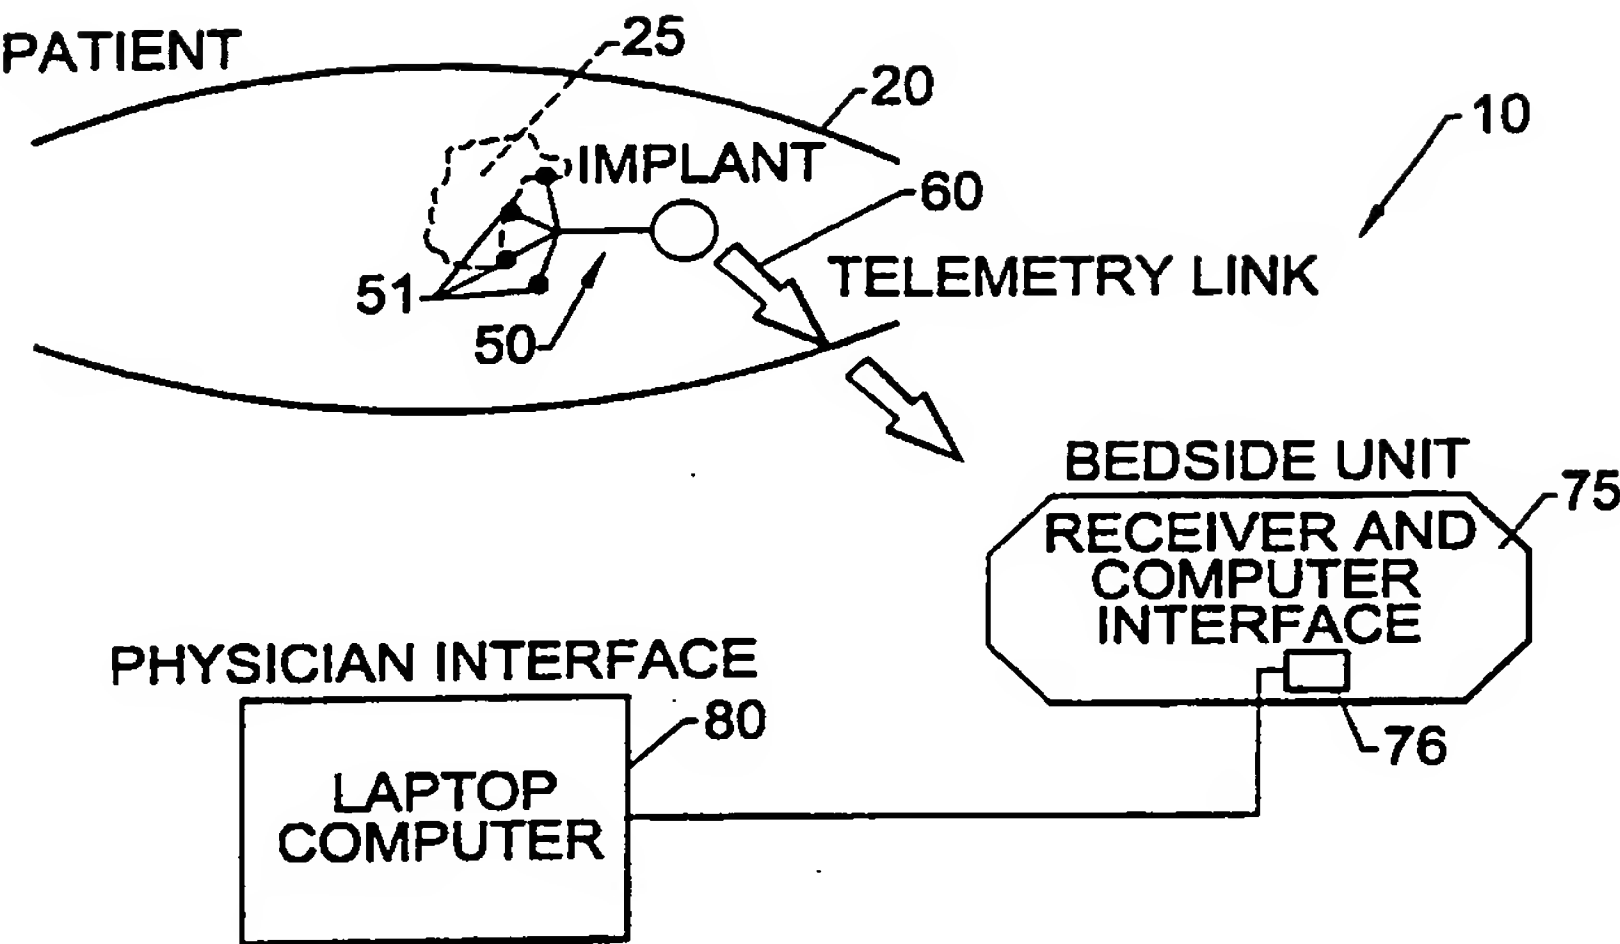 PATIENT
25
20
10
IMPLANT
60
TELEMETRY LINK
51
50
BEDSIDE UNIT
75
RECEIVER AND
COMPUTER
INTERFACE
76
PHYSICIAN INTERFACE
80
LAPTOP
COMPUTER